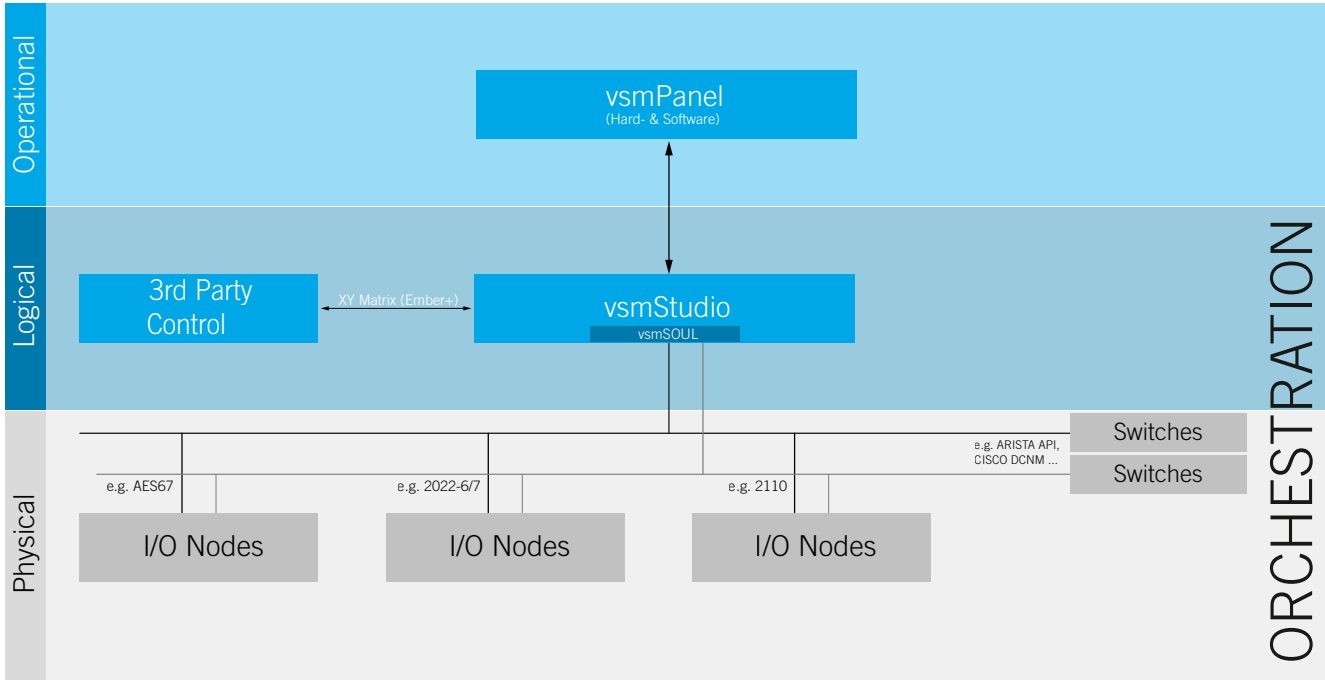 Operational
vsmPanel
(Hard- & Software)
Logical
3rd Party
Control
XY Matrix (Ember+)
vsmStudio
vsmSOUL
ORCHESTRATION
Physical
e.g. ARISTA API,
CISCO DCNM ...
Switches
Switches
e.g. AES67
e.g. 2022-6/7
e.g. 2110
I/O Nodes
I/O Nodes
I/O Nodes